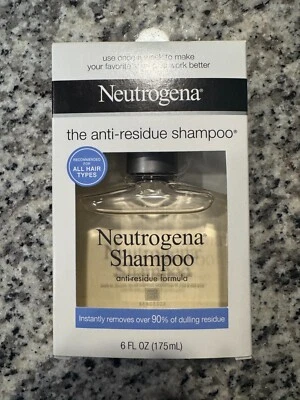 use once a week to make
your favorite shampoo work better
Neutrogena®
the anti-residue shampoo®
RECOMMENDED
FOR
ALL HAIR
TYPES
Neutrogena®
Shampoo
anti-residue formula
Instantly removes over 90% of dulling residue
6 FL OZ (175mL)